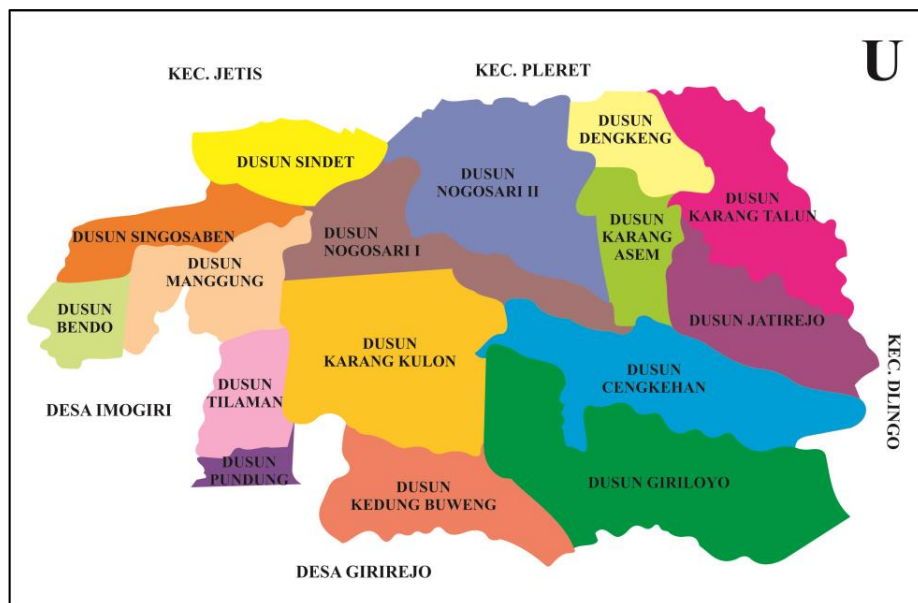 U
KEC. JETIS
KEC. PLERET
DUSUN
DENGKENG
DUSUN SINDET
DUSUN
NOGOSARI II
DUSUN
KARANG TALUN
DUSUN SINGOSABEN
DUSUN
NOGOSARI I
DUSUN
KARANG
ASEM
DUSUN
MANGGUNG
DUSUN
BENDO
DUSUN JATIREJO
DUSUN
KARANG KULON
DUSUN
CENGKEHAN
KEC. DLINGO
DUSUN
TILAMAN
DESA IMOGIRI
DUSUN
PUNDUNG
DUSUN
KEDUNG BUWENG
DUSUN GIRILOYO
DESA GIRIREJO